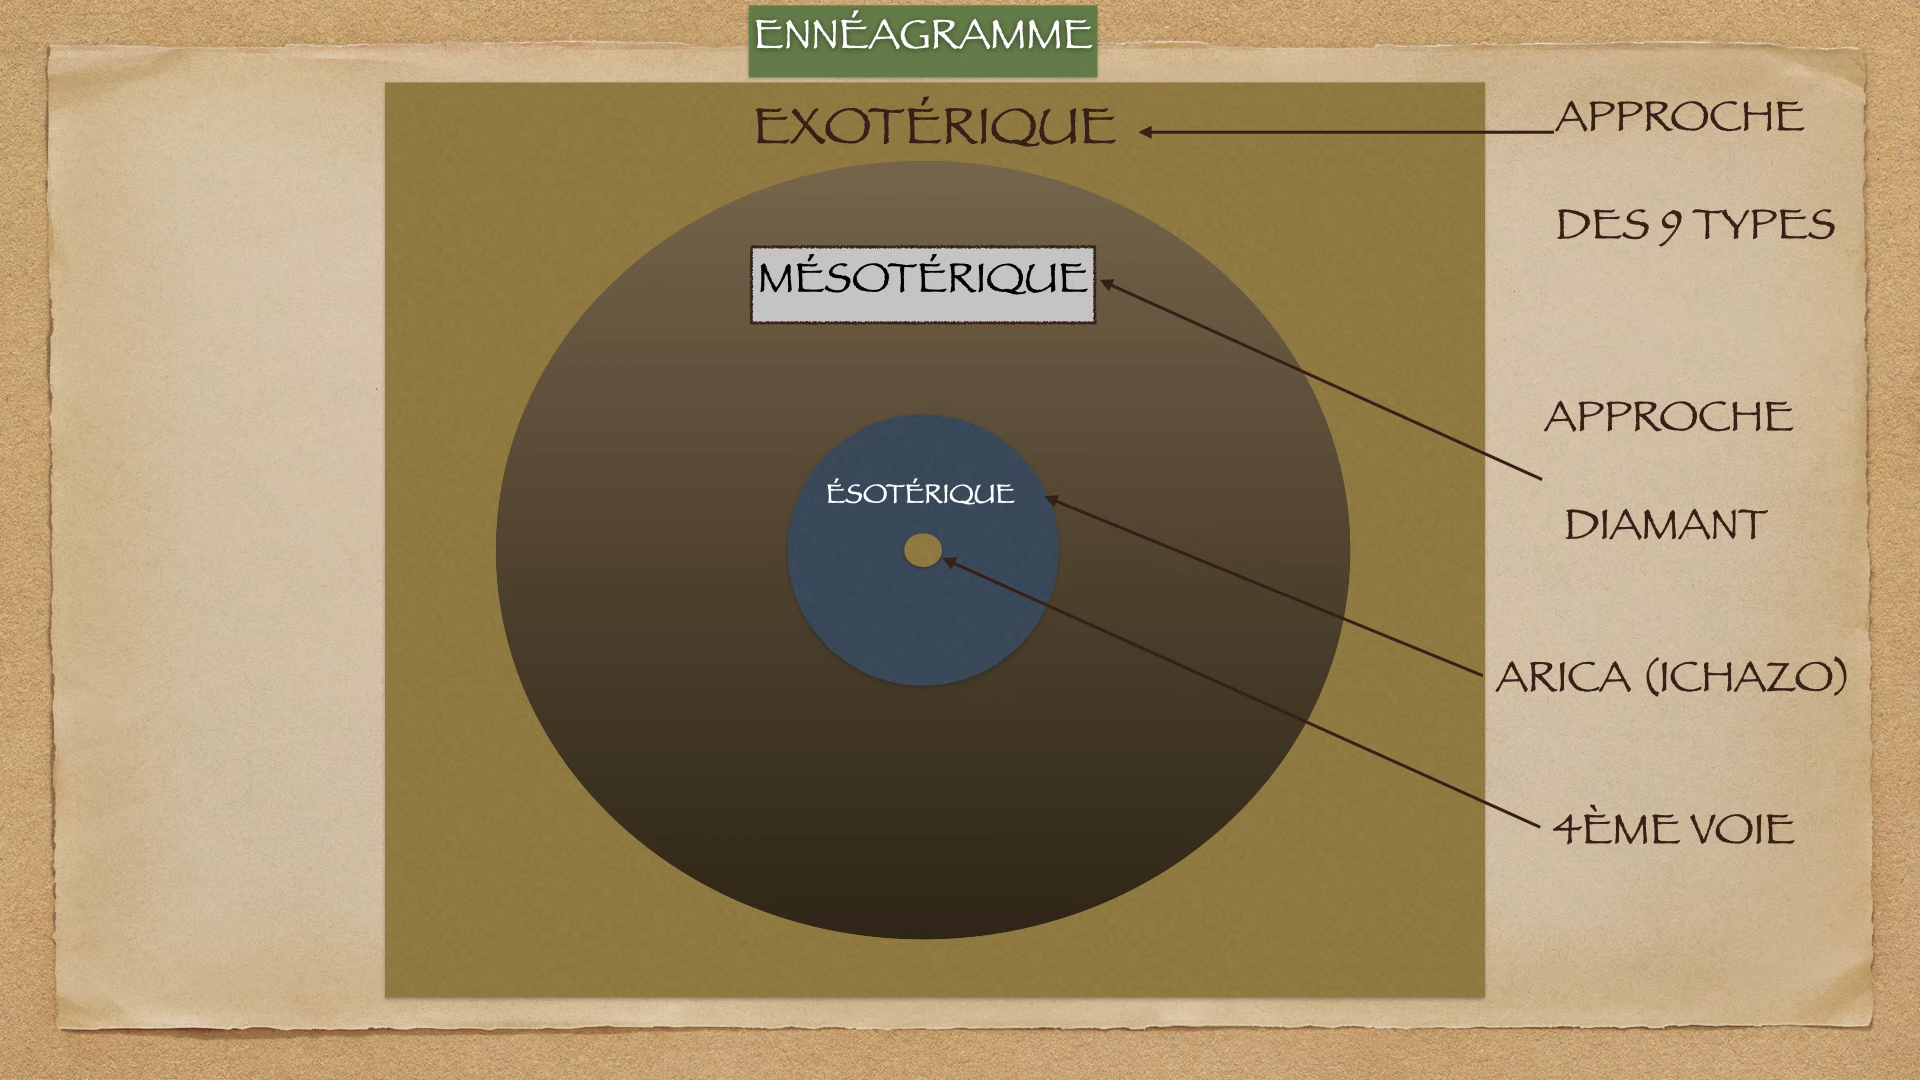 ENNÉAGRAMME
EXOTÉRIQUE
APPROCHE
DES 9 TYPES
MÉSOTÉRIQUE
APPROCHE
DIAMANT
ÉSOTÉRIQUE
ARICA (ICHAZO)
4ÈME VOIE